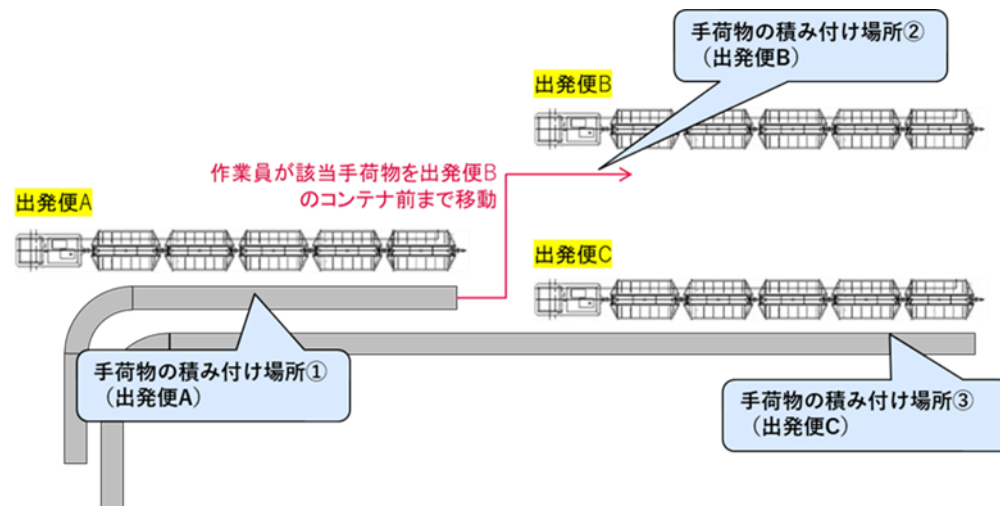 手荷物の積み付け場所②
（出発便B）
出発便B
作業員が該当手荷物を出発便B
のコンテナ前まで移動
出発便A
出発便C
手荷物の積み付け場所①
（出発便A）
手荷物の積み付け場所③
（出発便C）